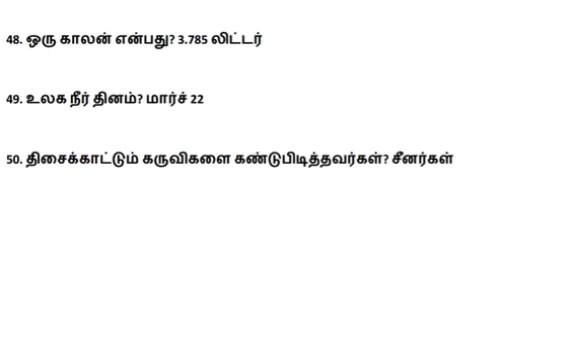 48. ஒரு காலன் என்பது? 3.785 லிட்டர்
49. உலக நீர் தினம்? மார்ச் 22
50. திசைக்காட்டும் கருவிகளை கண்டுபிடித்தவர்கள்? சீனர்கள்